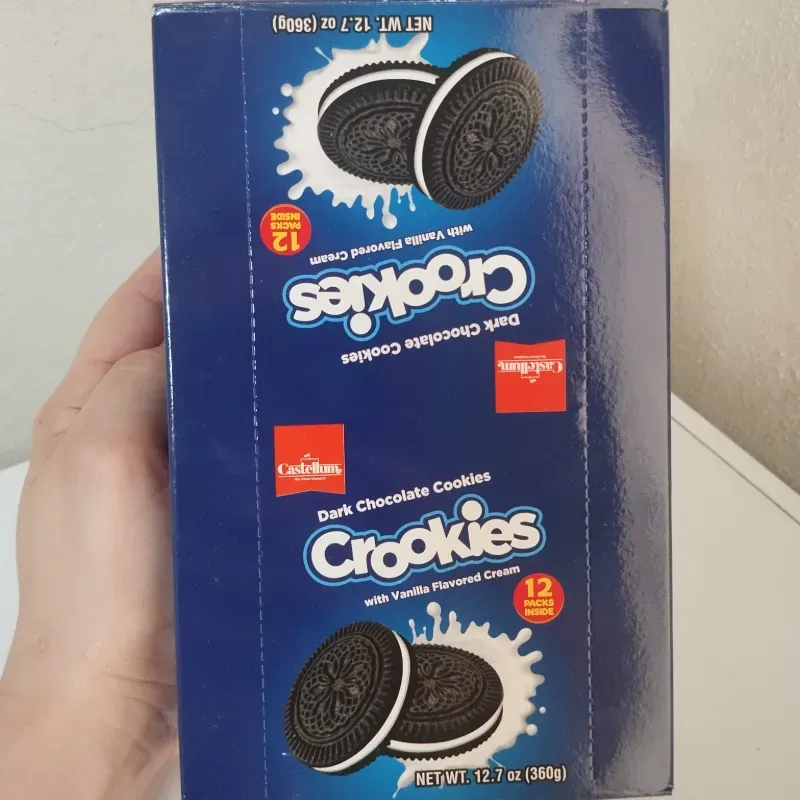 NET WT. 12.7 oz (360g)
12
PACKS
INSIDE
with Vanilla Flavored Cream
Crookies
Dark Chocolate Cookies
Castellum
Castellum
Dark Chocolate Cookies
Crookies
with Vanilla Flavored Cream
12
PACKS
INSIDE
NET WT. 12.7 oz (360g)